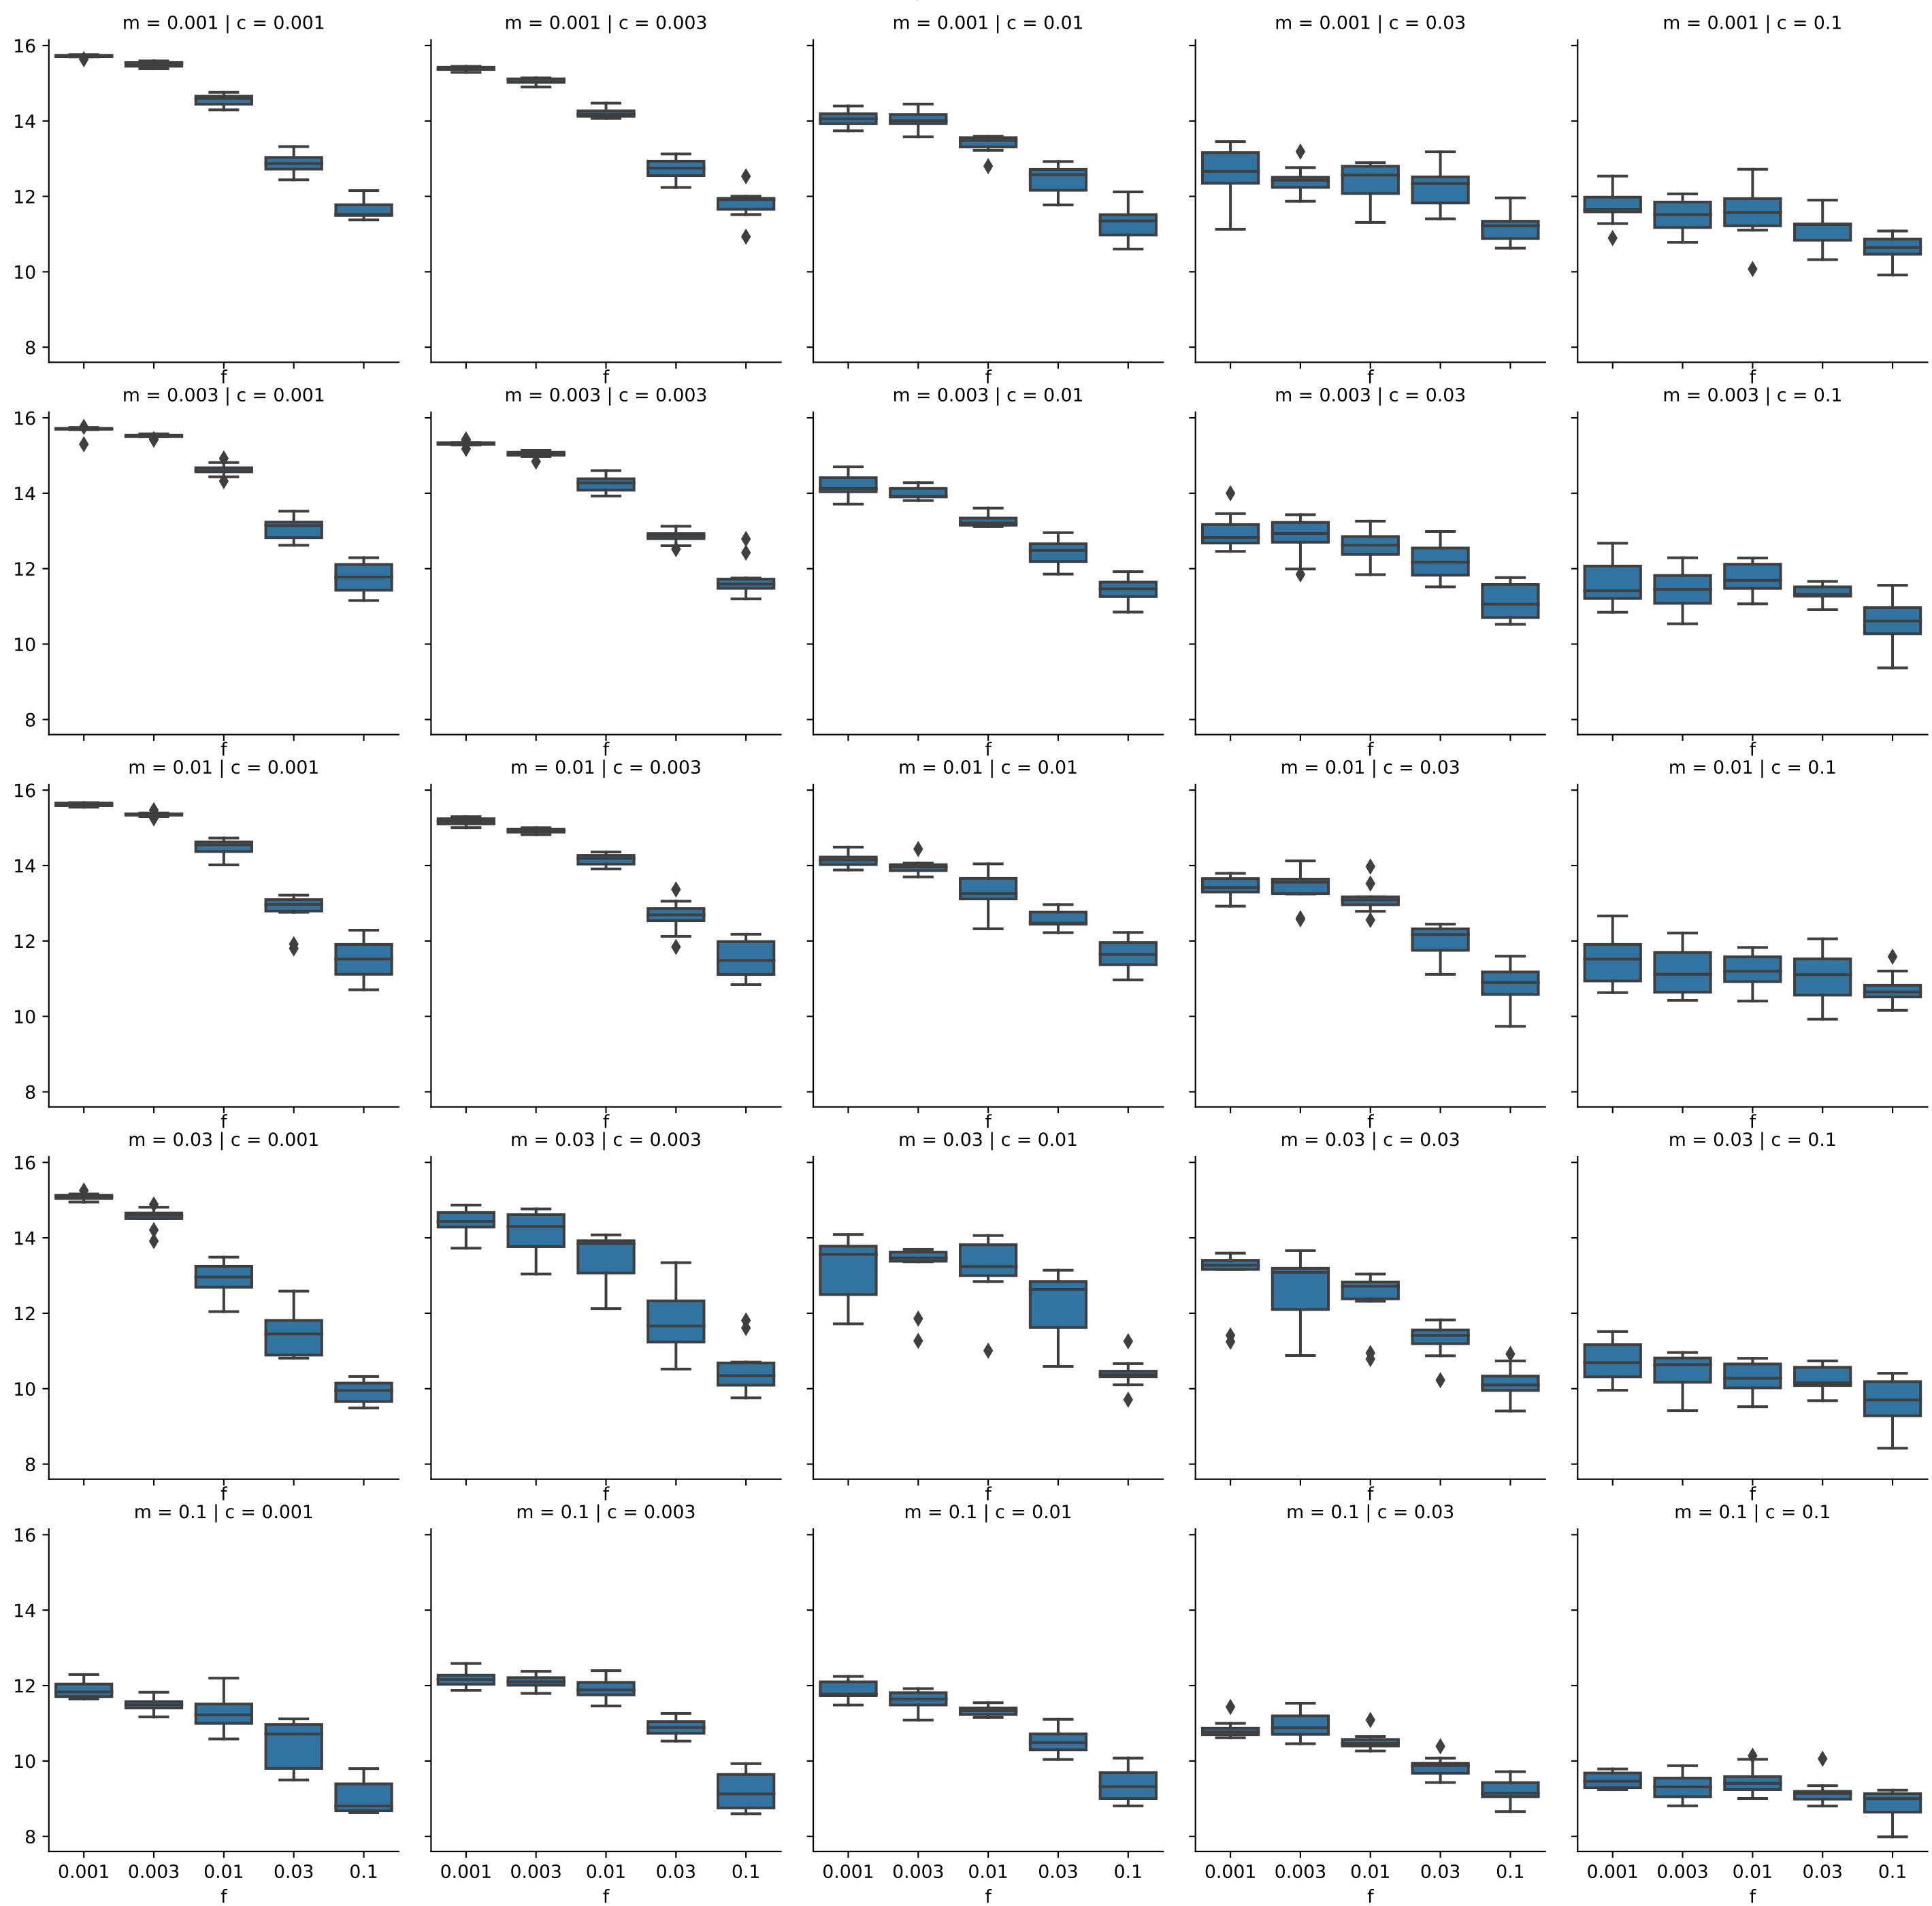 m = 0.001 | c = 0.001
m = 0.001 | c = 0.003
m = 0.001 | c = 0.01
m = 0.001 | c = 0.03
m = 0.001 | c = 0.1
16
14
12
10
8
f
f
f
f
f
m = 0.003 | c = 0.001
m = 0.003 | c = 0.003
m = 0.003 | c = 0.01
m = 0.003 | c = 0.03
m = 0.003 | c = 0.1
16
14
12
10
8
f
f
f
f
f
m = 0.01 | c = 0.001
m = 0.01 | c = 0.003
m = 0.01 | c = 0.01
m = 0.01 | c = 0.03
m = 0.01 | c = 0.1
16
14
12
10
8
f
f
f
f
f
m = 0.03 | c = 0.001
m = 0.03 | c = 0.003
m = 0.03 | c = 0.01
m = 0.03 | c = 0.03
m = 0.03 | c = 0.1
16
14
12
10
8
f
f
f
f
f
m = 0.1 | c = 0.001
m = 0.1 | c = 0.003
m = 0.1 | c = 0.01
m = 0.1 | c = 0.03
m = 0.1 | c = 0.1
16
14
12
10
8
0.001 0.003 0.01 0.03 0.1
0.001 0.003 0.01 0.03 0.1
0.001 0.003 0.01 0.03 0.1
0.001 0.003 0.01 0.03 0.1
0.001 0.003 0.01 0.03 0.1
f
f
f
f
f